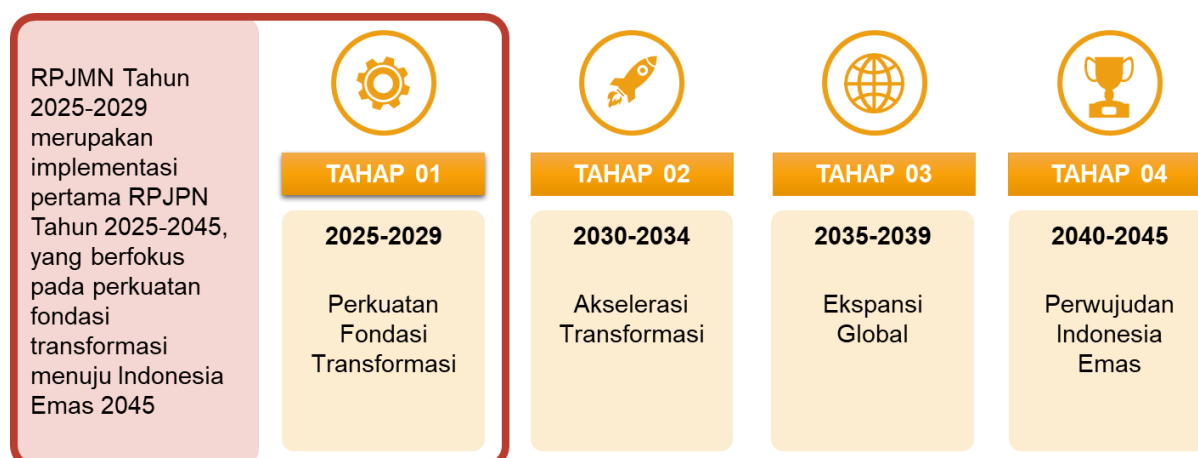 RPJMN Tahun
2025-2029
merupakan
implementasi
pertama RPJPN
Tahun 2025-2045,
yang berfokus
pada perkuatan
fondasi
transformasi
menuju Indonesia
Emas 2045
TAHAP 01
2025-2029
Perkuatan
Fondasi
Transformasi
TAHAP 02
2030-2034
Akselerasi
Transformasi
TAHAP 03
2035-2039
Ekspansi
Global
TAHAP 04
2040-2045
Perwujudan
Indonesia
Emas